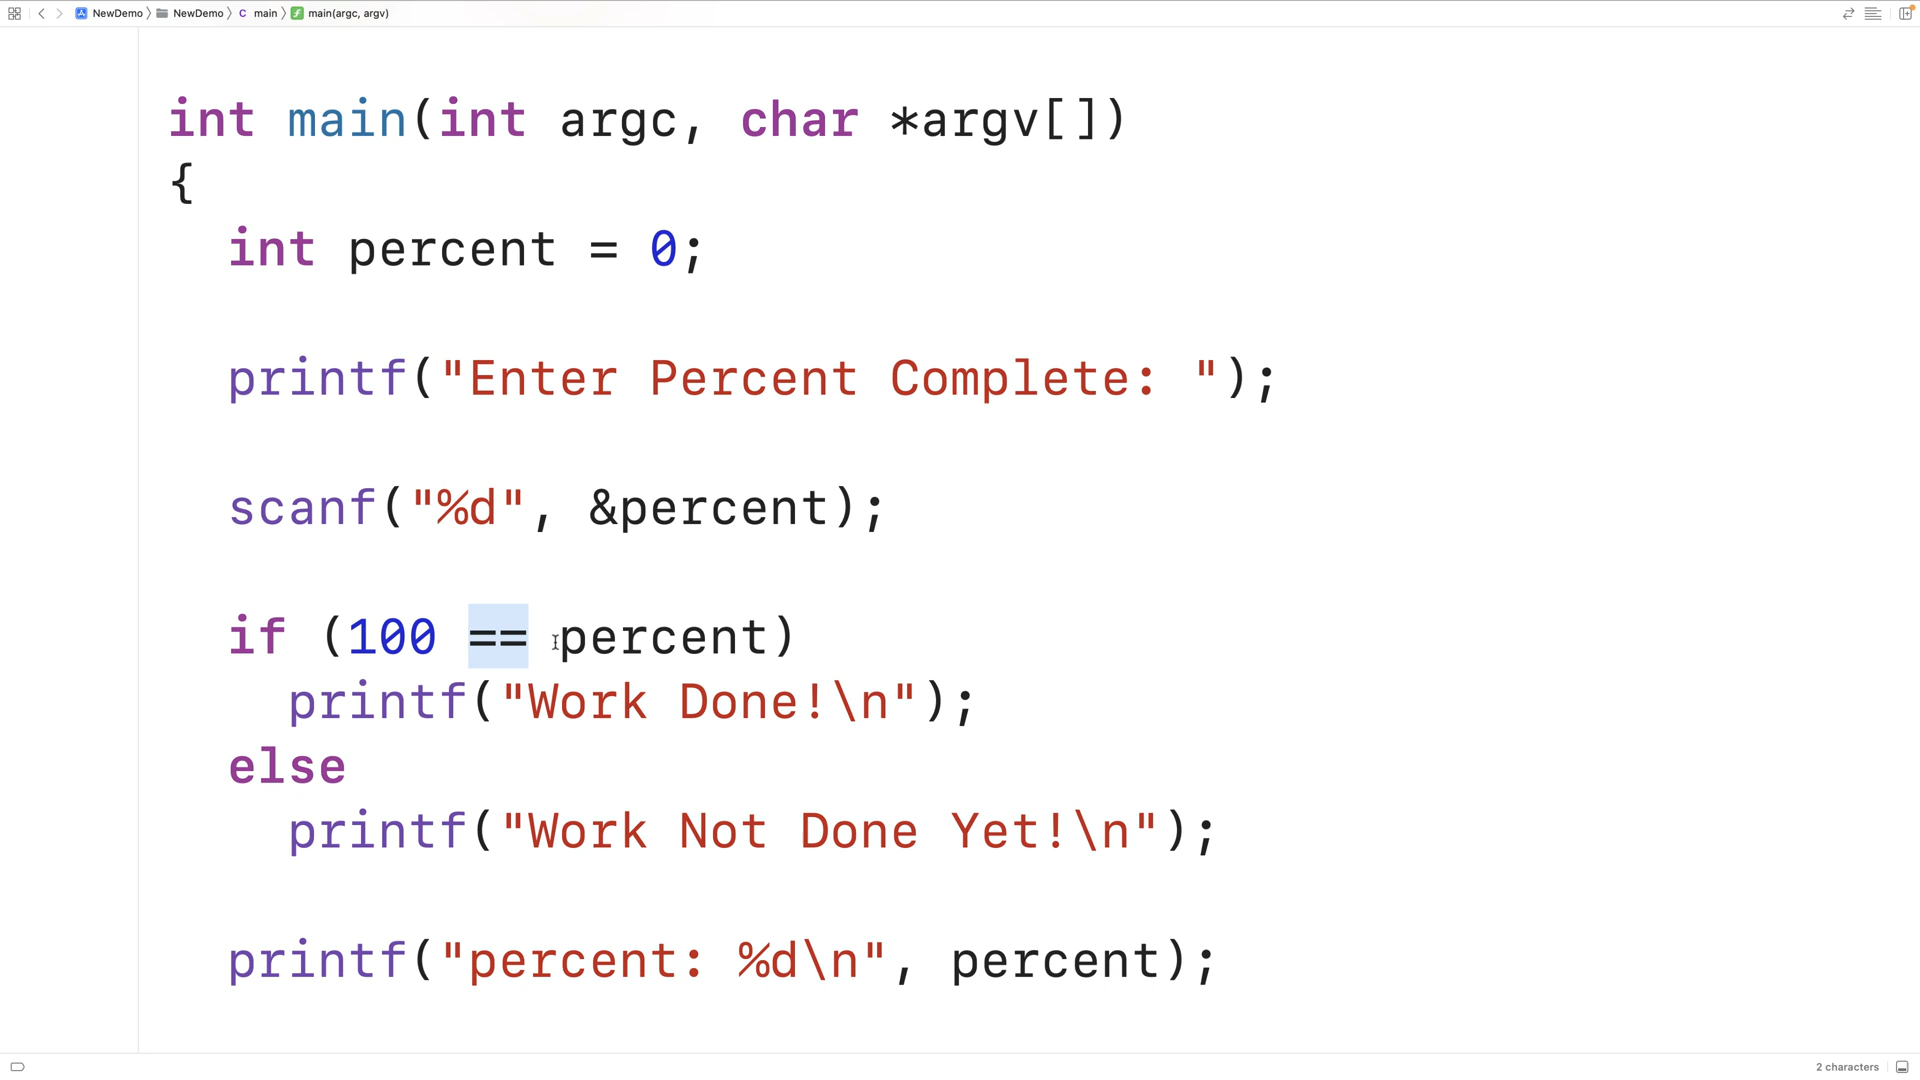 NewDemo 〉 NewDemo 〉 C main 〉 f main(argc, argv)
int main(int argc, char *argv[])
{
  int percent = 0;
  printf("Enter Percent Complete: ");
  scanf("%d", &percent);
  if (100 == percent)
    printf("Work Done!\n");
  else
    printf("Work Not Done Yet!\n");
  printf("percent: %d\n", percent);
2 characters